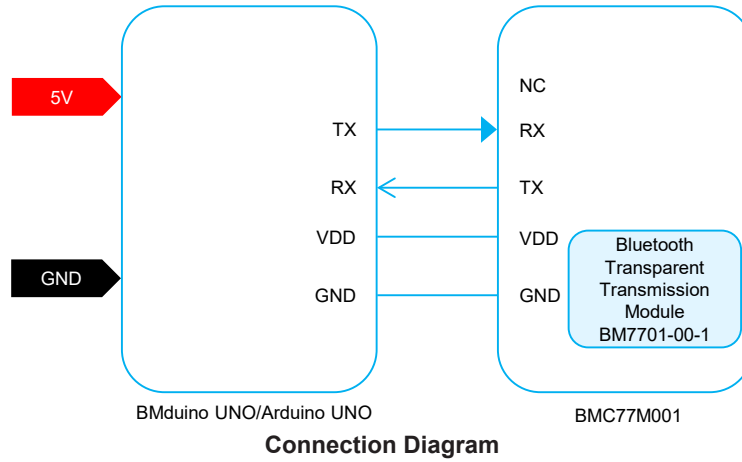 5V
GND
TX
RX
VDD
GND
NC
RX
TX
VDD
GND
Bluetooth
Transparent
Transmission
Module
BM7701-00-1
BMduino UNO/Arduino UNO
BMC77M001
Connection Diagram